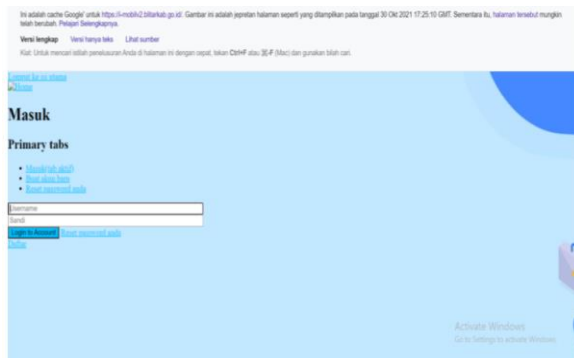 Ini adalah cache Google' untuk https://i-mobilv2.blitarkab.go.id/. Gambar ini adalah jepretan halaman seperti yang ditampilkan pada tanggal 30 Okt 2021 17:25:10 GMT. Sementara itu, halaman tersebut mungkin
telah berubah. Pelajari Selengkapnya.
Versi lengkap Versi hanya teks Lihat sumber
Kiat: Untuk mencari istilah penelusuran Anda di halaman ini dengan cepat, tekan Ctrl+F atau ⌘-F (Mac) dan gunakan bilah cari.
Lompat ke isi utama
Home
Masuk
Primary tabs
Masuk(tab aktif)
Buat akun baru
Reset password anda
Username
Sandi
Login to Account Reset password anda
Daftar
Activate Windows
Go to Settings to activate Windows.